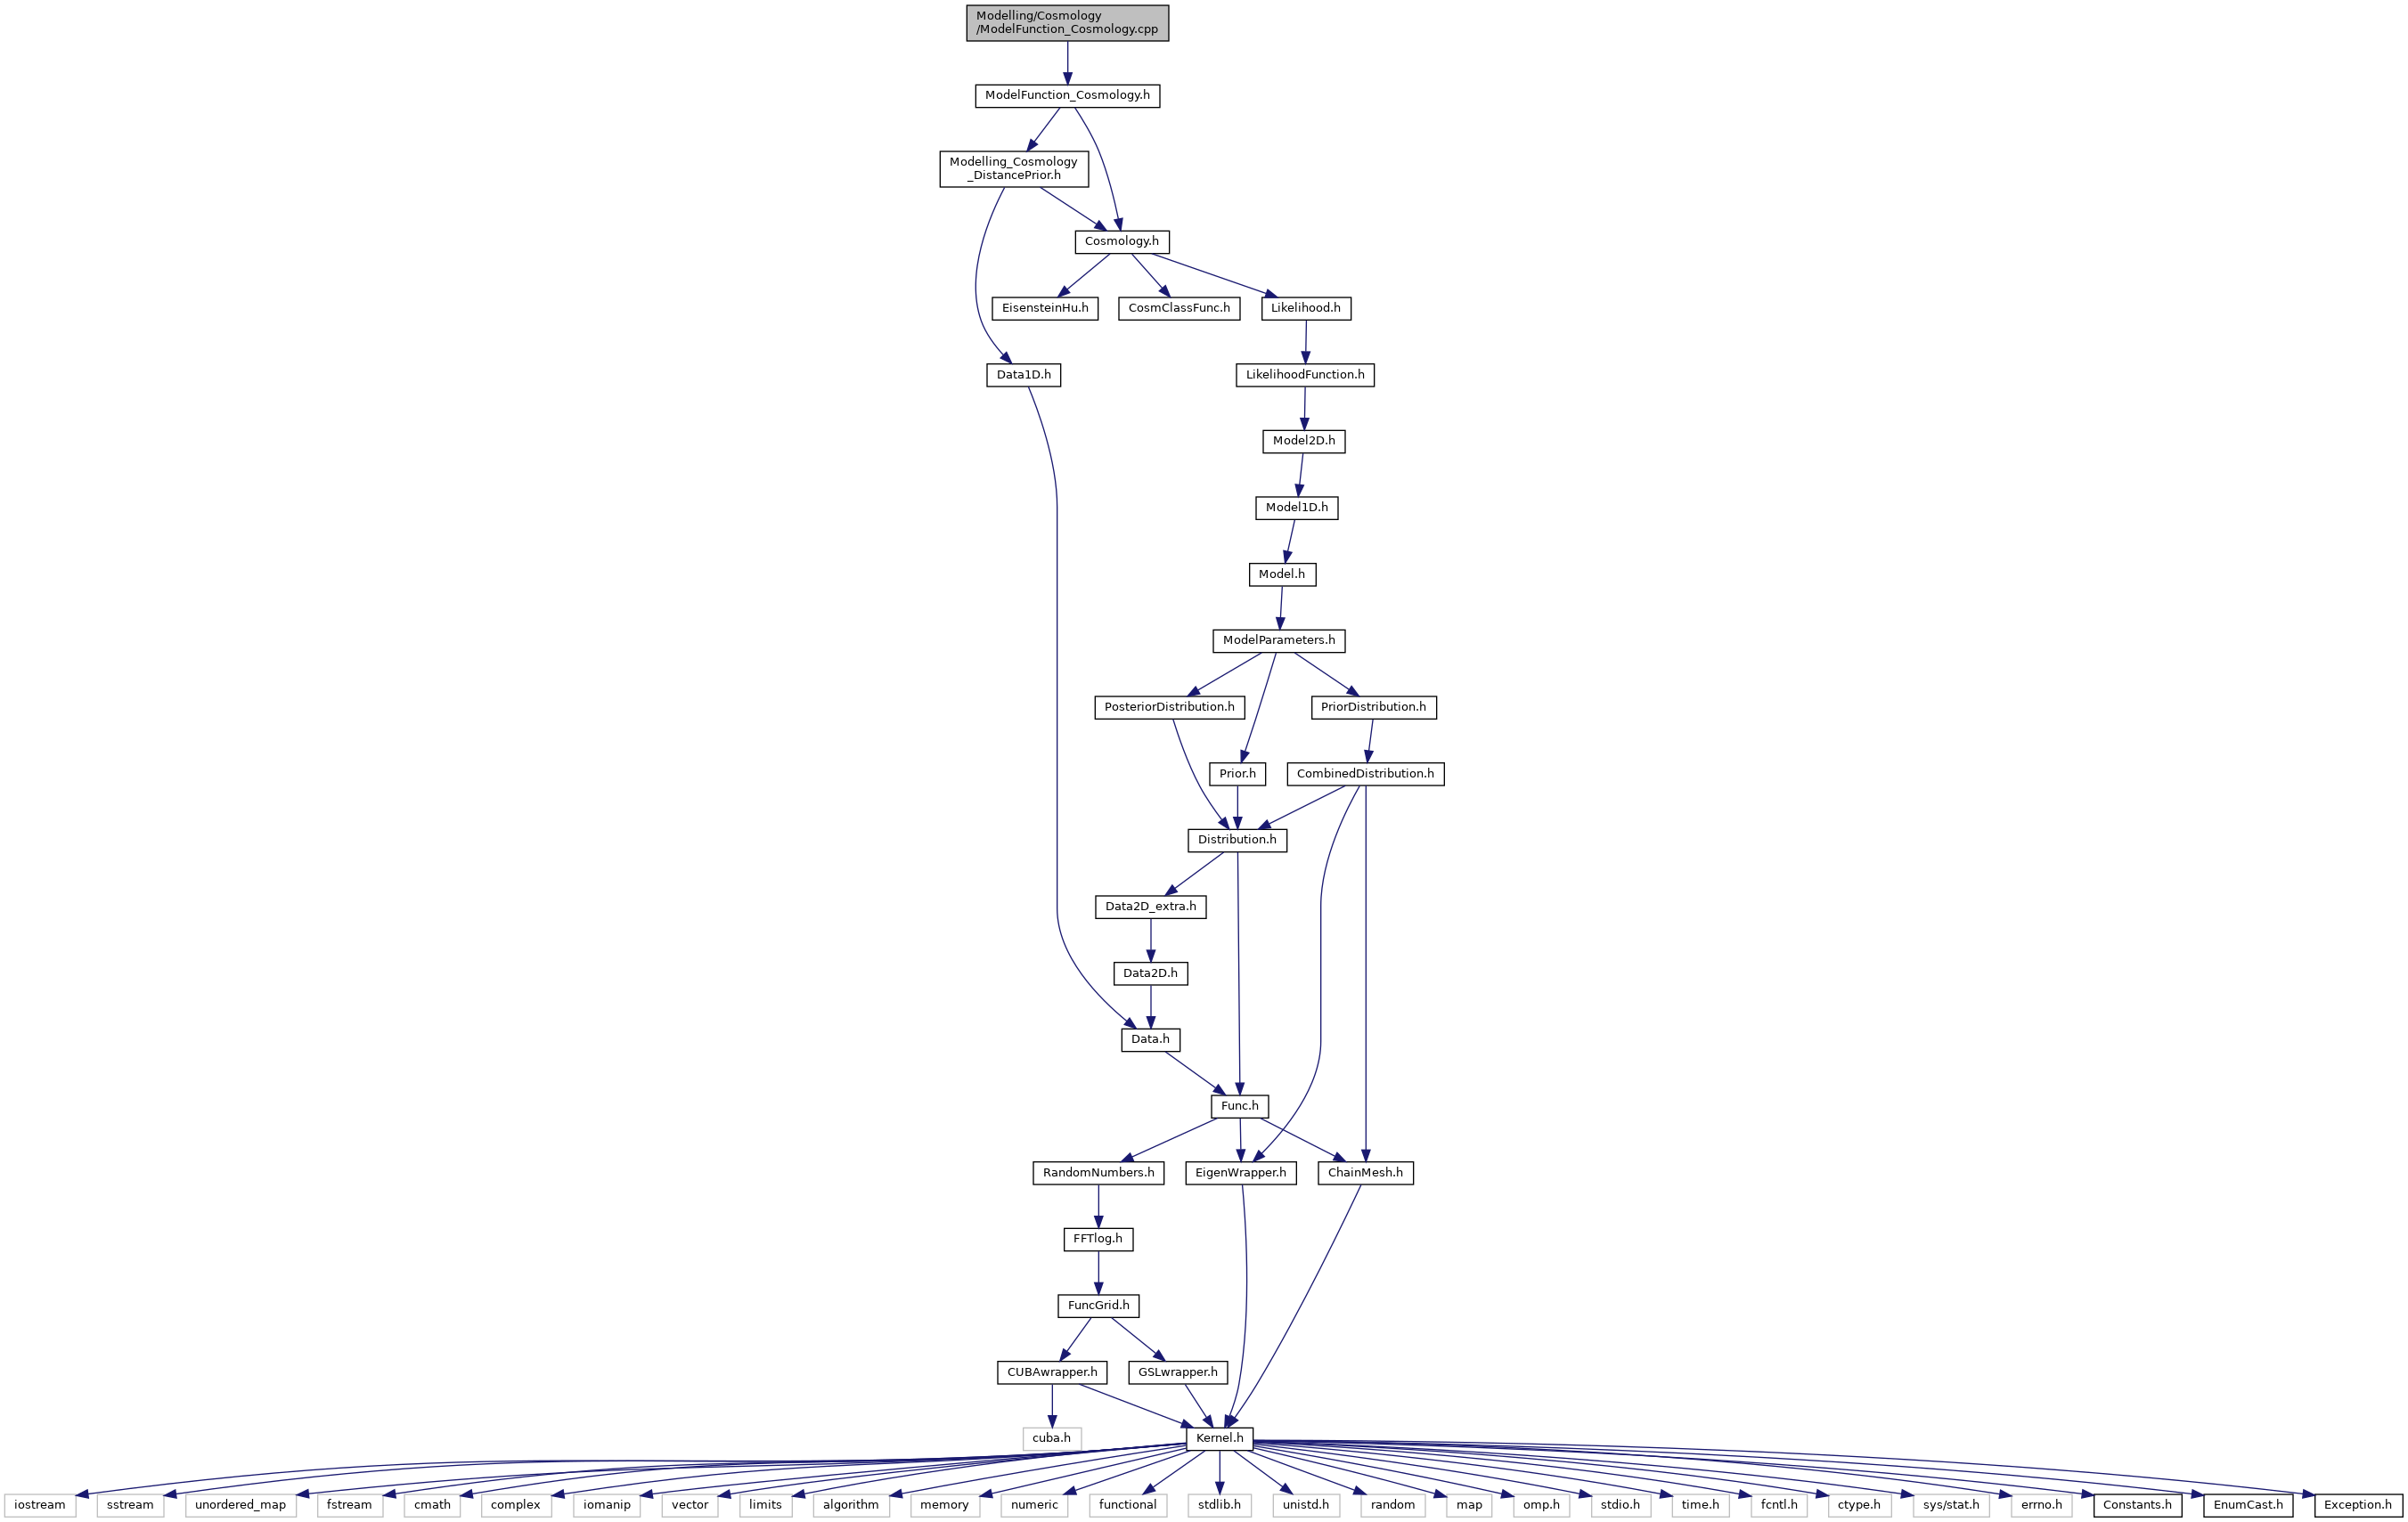 Modelling/Cosmology
/ModelFunction_Cosmology.cpp
ModelFunction_Cosmology.h
Modelling_Cosmology
_DistancePrior.h
Cosmology.h
EisensteinHu.h
CosmClassFunc.h
Likelihood.h
Data1D.h
LikelihoodFunction.h
Model2D.h
Model1D.h
Model.h
ModelParameters.h
PosteriorDistribution.h
PriorDistribution.h
Prior.h
CombinedDistribution.h
Distribution.h
Data2D_extra.h
Data2D.h
Data.h
Func.h
RandomNumbers.h
EigenWrapper.h
ChainMesh.h
FFTlog.h
FuncGrid.h
CUBAwrapper.h
GSLwrapper.h
cuba.h
Kernel.h
iostream
sstream
unordered_map
fstream
cmath
complex
iomanip
vector
limits
algorithm
memory
numeric
functional
stdlib.h
unistd.h
random
map
omp.h
stdio.h
time.h
fcntl.h
ctype.h
sys/stat.h
errno.h
Constants.h
EnumCast.h
Exception.h